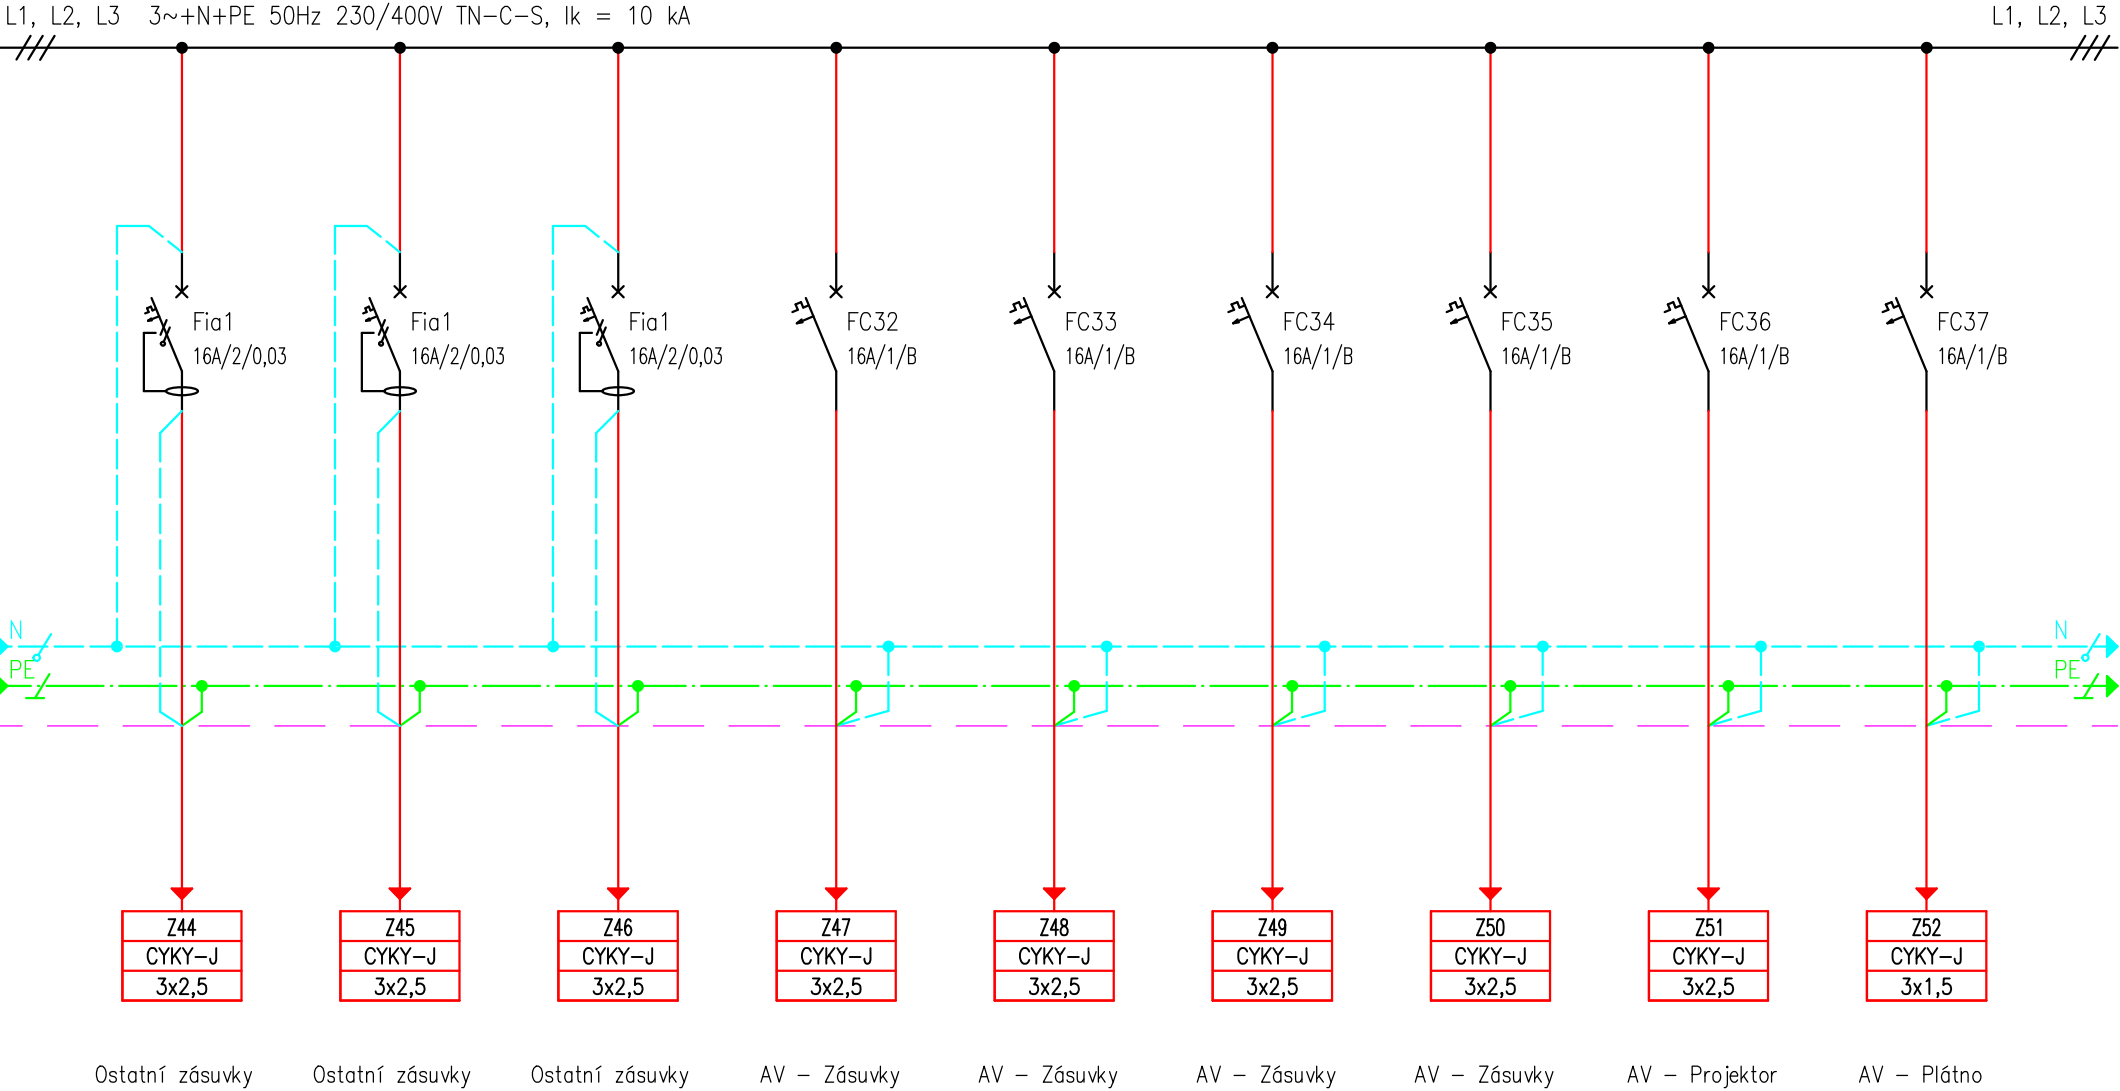 L1, L2, L3 3~+N+PE 50Hz 230/400V TN-C-S, Ik = 10 kA
L1, L2, L3
Fia1
16A/2/0,03
Fia1
16A/2/0,03
Fia1
16A/2/0,03
FC32
16A/1/B
FC33
16A/1/B
FC34
16A/1/B
FC35
16A/1/B
FC36
16A/1/B
FC37
16A/1/B
N
PE
N
PE
Z44
CYKY-J
3x2,5
Z45
CYKY-J
3x2,5
Z46
CYKY-J
3x2,5
Z47
CYKY-J
3x2,5
Z48
CYKY-J
3x2,5
Z49
CYKY-J
3x2,5
Z50
CYKY-J
3x2,5
Z51
CYKY-J
3x2,5
Z52
CYKY-J
3x1,5
Ostatní zásuvky
Ostatní zásuvky
Ostatní zásuvky
AV - Zásuvky
AV - Zásuvky
AV - Zásuvky
AV - Zásuvky
AV - Projektor
AV - Plátno